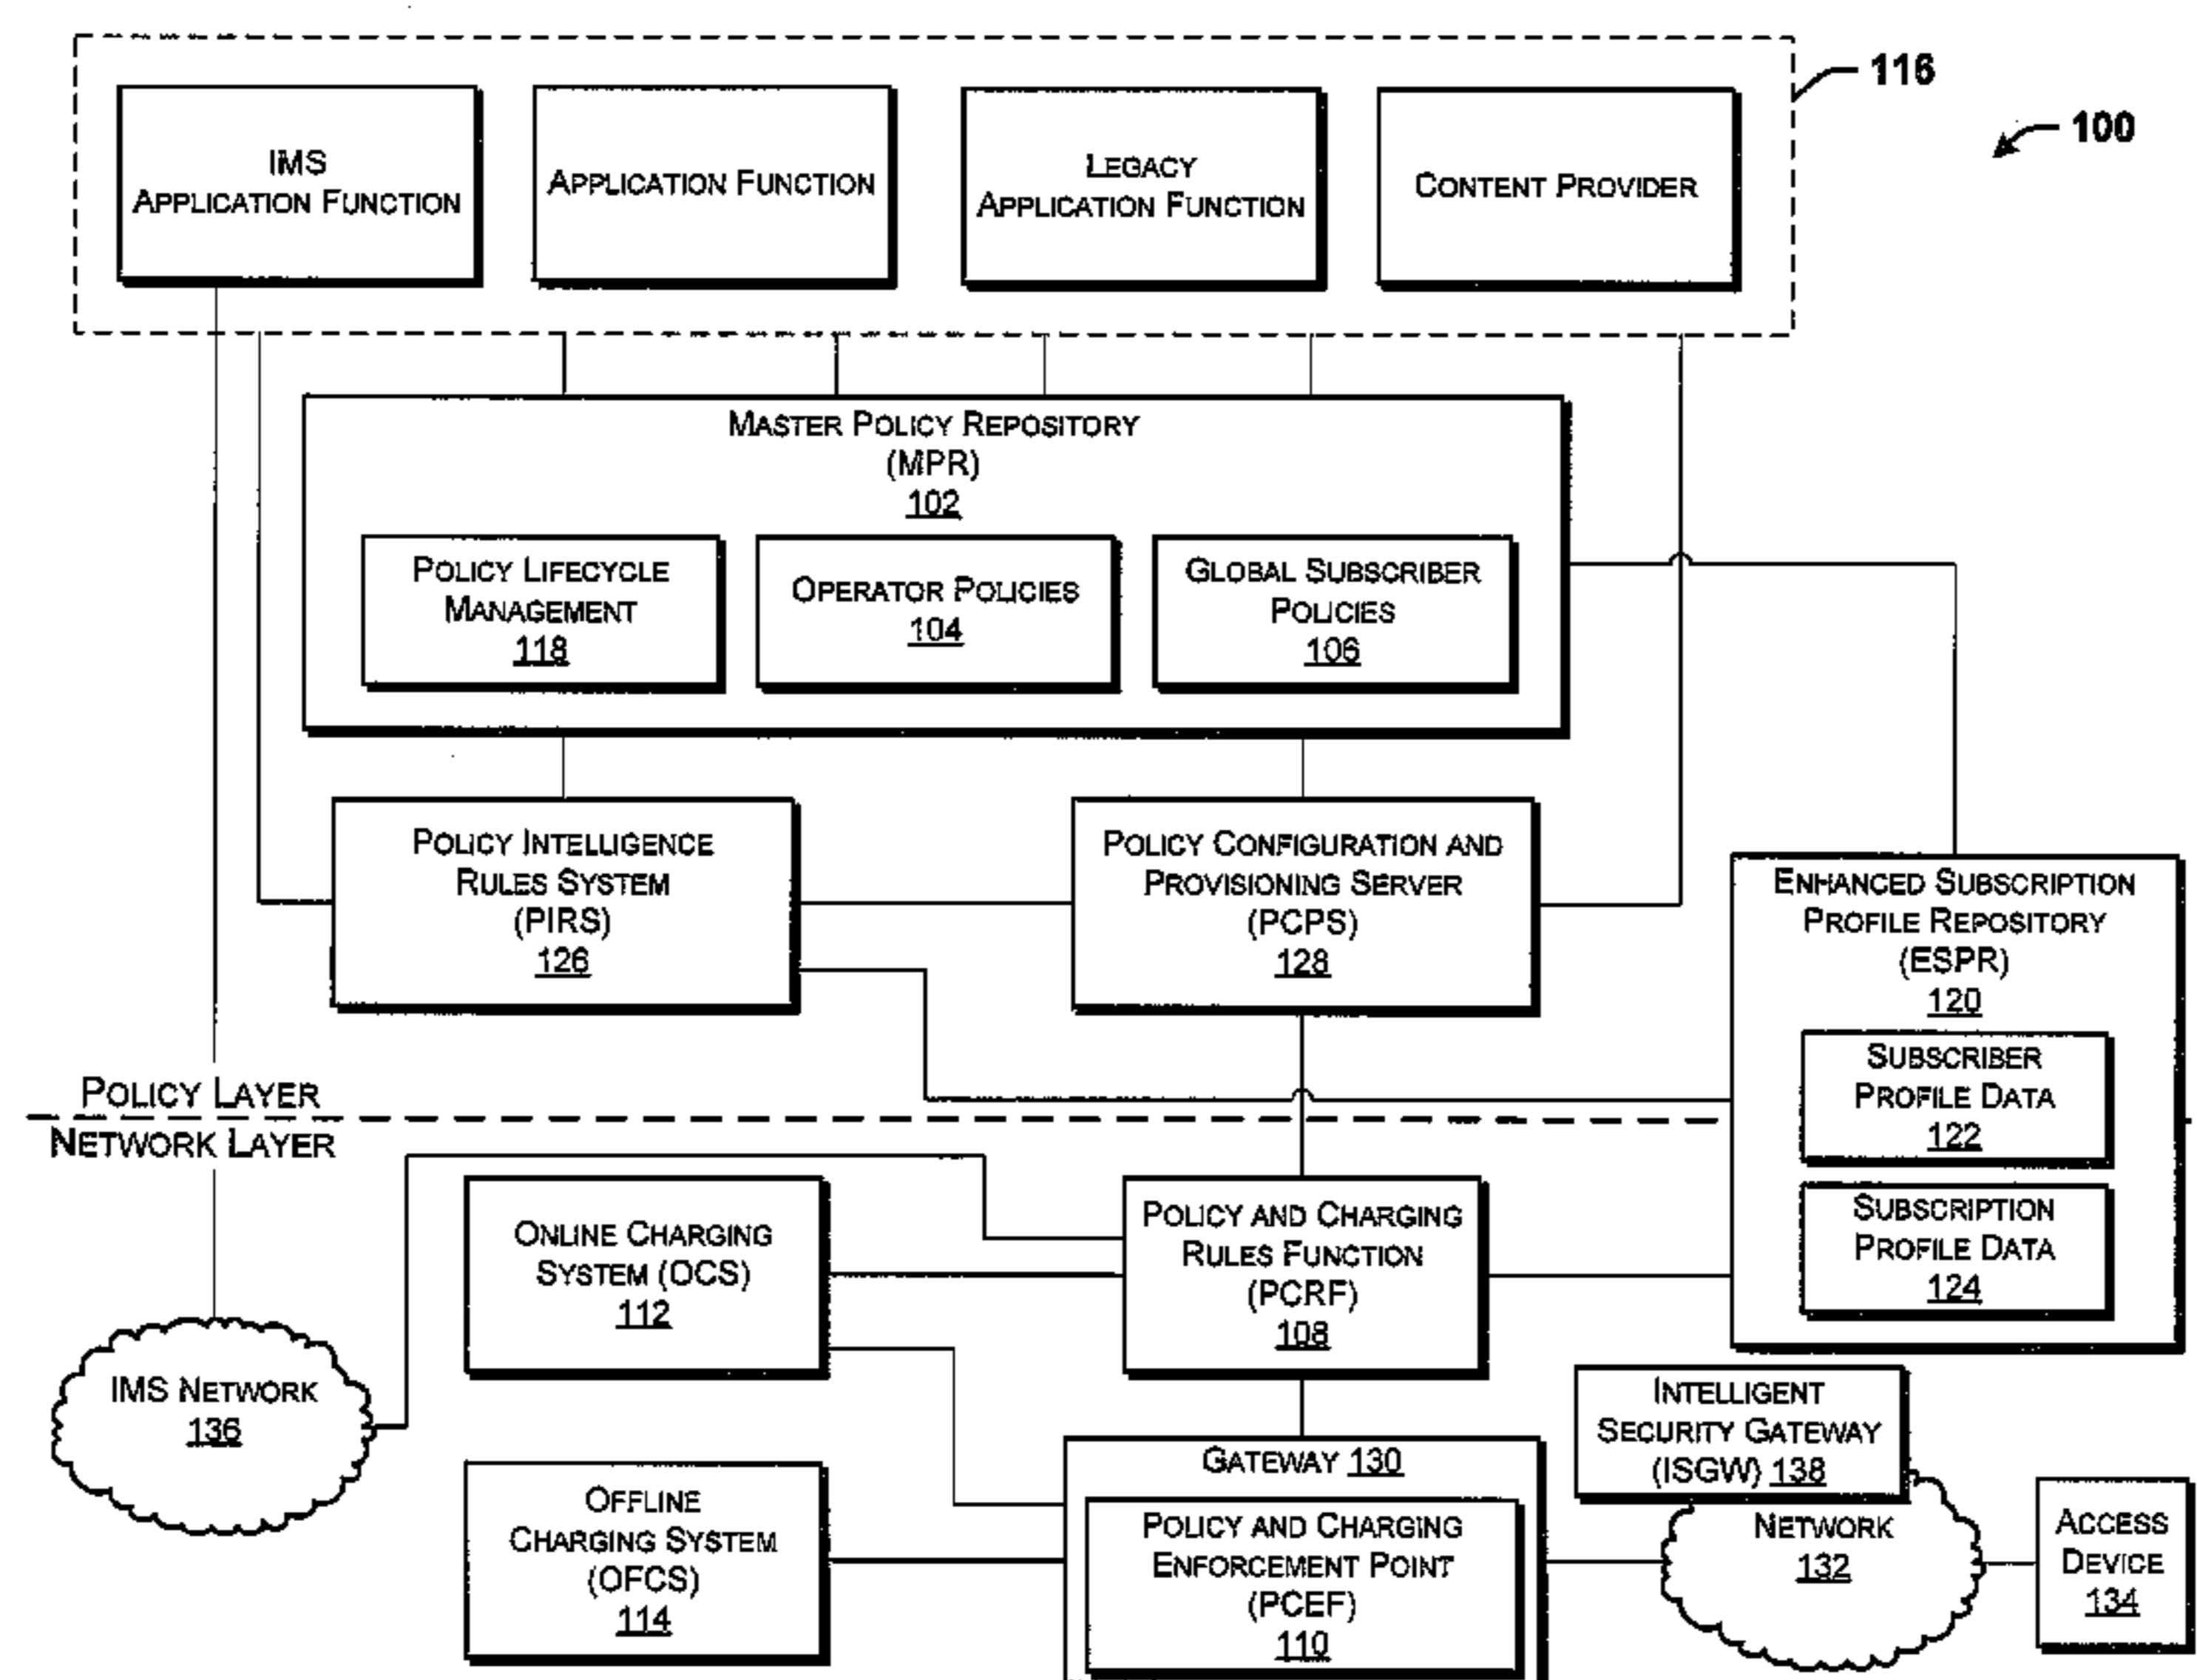 116
100
IMS
APPLICATION FUNCTION
APPLICATION FUNCTION
LEGACY
APPLICATION FUNCTION
CONTENT PROVIDER
MASTER POLICY REPOSITORY
(MPR)
102
POLICY LIFECYCLE
MANAGEMENT
118
OPERATOR POLICIES
104
GLOBAL SUBSCRIBER
POLICIES
106
POLICY INTELLIGENCE
RULES SYSTEM
(PIRS)
126
POLICY CONFIGURATION AND
PROVISIONING SERVER
(PCPS)
128
ENHANCED SUBSCRIPTION
PROFILE REPOSITORY
(ESPR)
120
SUBSCRIBER
PROFILE DATA
122
SUBSCRIPTION
PROFILE DATA
124
POLICY LAYER
NETWORK LAYER
ONLINE CHARGING
SYSTEM (OCS)
112
POLICY AND CHARGING
RULES FUNCTION
(PCRF)
108
IMS NETWORK
136
OFFLINE
CHARGING SYSTEM
(OFCS)
114
GATEWAY 130
POLICY AND CHARGING
ENFORCEMENT POINT
(PCEF)
110
INTELLIGENT
SECURITY GATEWAY
(ISGW) 138
NETWORK
132
ACCESS
DEVICE
134